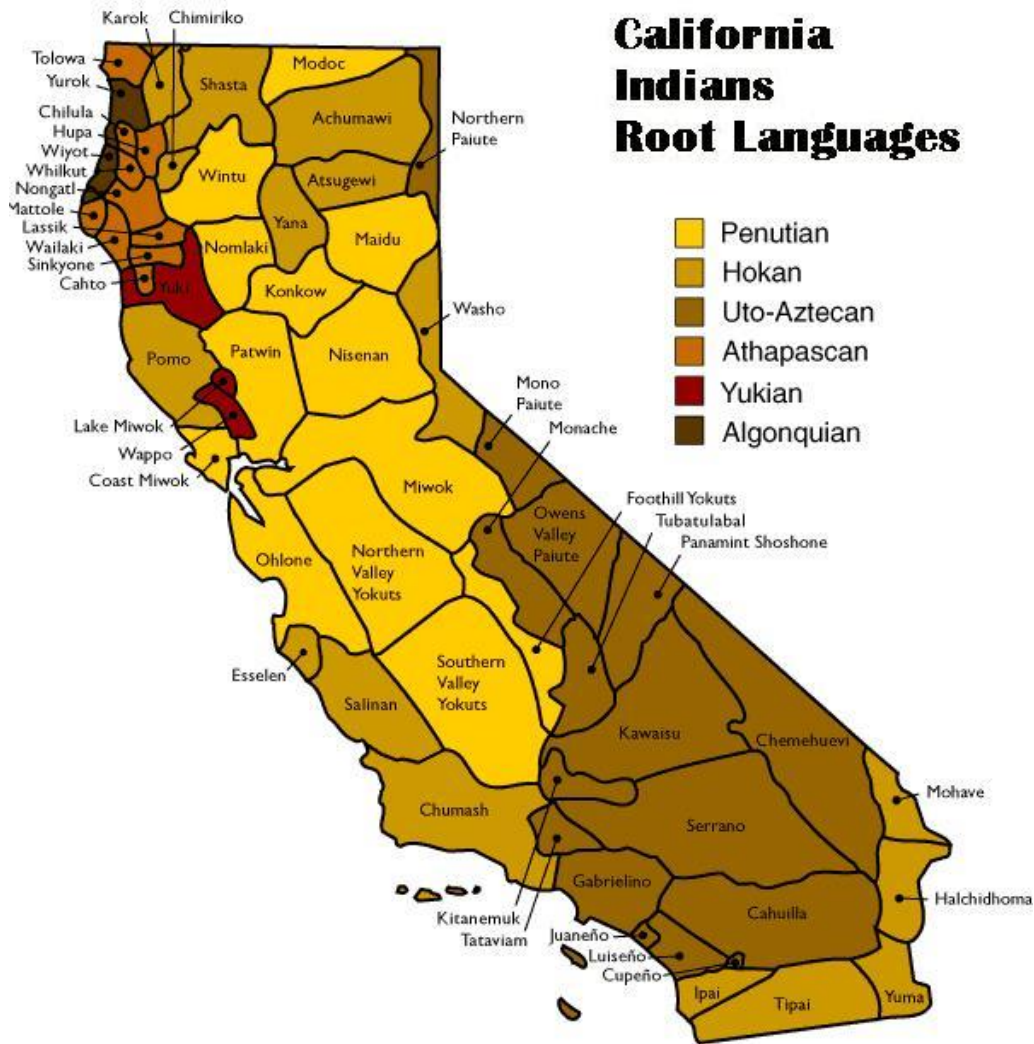 California
Indians
Root Languages
Penutian
Hokan
Uto-Aztecan
Athapascan
Yukian
Algonquian
Karok
Chimiriko
Tolowa
Yurok
Chilula
Hupa
Wiyot
Whilkut
Nongatl
Mattole
Lassik
Wailaki
Sinkyone
Cahto
Modoc
Shasta
Achumawi
Northern
Paiute
Wintu
Atsugewi
Yana
Maidu
Nomlaki
Konkow
Yuki
Washo
Pomo
Patwin
Nisenan
Mono
Paiute
Monache
Lake Miwok
Wappo
Coast Miwok
Miwok
Foothill Yokuts
Tubatulabal
Panamint Shoshone
Owens
Valley
Paiute
Ohlone
Northern
Valley
Yokuts
Esselen
Salinan
Southern
Valley
Yokuts
Kawaisu
Chemehuevi
Mohave
Chumash
Serrano
Gabrielino
Halchidhoma
Kitanemuk
Tataviam
Cahuilla
Juaneño
Luiseño
Cupeño
Ipai
Tipai
Yuma